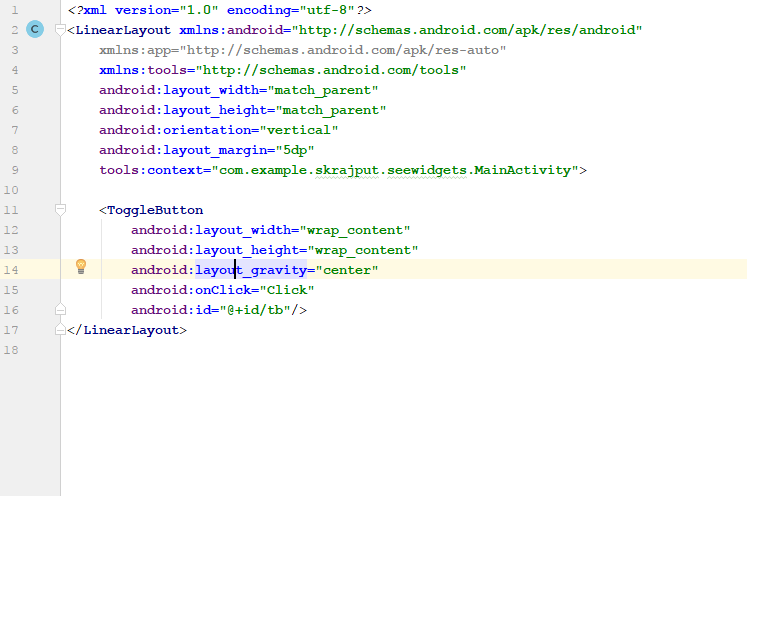 1 <?xml version="1.0" encoding="utf-8"?>
2 C <LinearLayout xmlns:android="http://schemas.android.com/apk/res/android"
3 xmlns:app="http://schemas.android.com/apk/res-auto"
4 xmlns:tools="http://schemas.android.com/tools"
5 android:layout_width="match_parent"
6 android:layout_height="match_parent"
7 android:orientation="vertical"
8 android:layout_margin="5dp"
9 tools:context="com.example.skrajput.seewidgets.MainActivity">
10
11 <ToggleButton
12 android:layout_width="wrap_content"
13 android:layout_height="wrap_content"
14 android:layout_gravity="center"
15 android:onClick="Click"
16 android:id="@+id/tb"/>
17 </LinearLayout>
18